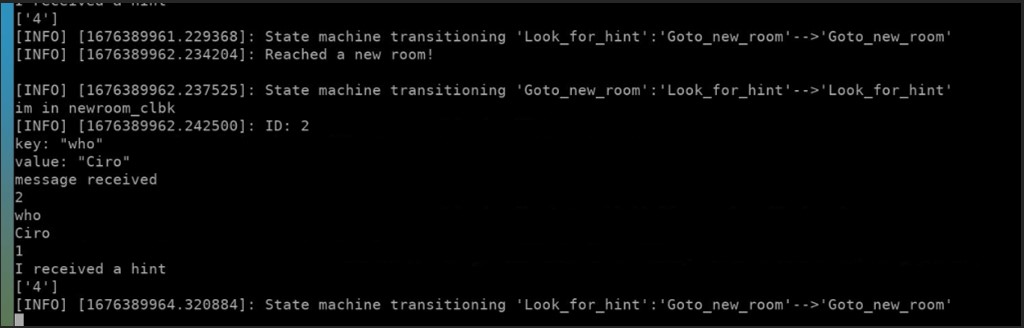 I received a hint
['4']
[INFO] [1676389961.229368]: State machine transitioning 'Look_for_hint':'Goto_new_room'-->'Goto_new_room'
[INFO] [1676389962.234204]: Reached a new room!
[INFO] [1676389962.237525]: State machine transitioning 'Goto_new_room':'Look_for_hint'-->'Look_for_hint'
im in newroom_clbk
[INFO] [1676389962.242500]: ID: 2
key: "who"
value: "Ciro"
message received
2
who
Ciro
1
I received a hint
['4']
[INFO] [1676389964.320884]: State machine transitioning 'Look_for_hint':'Goto_new_room'-->'Goto_new_room'